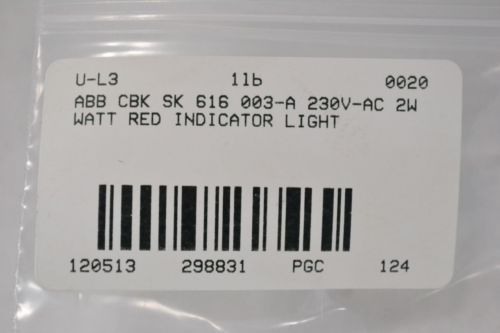 U-L3 1lb 0020
ABB CBK SK 616 003-A 230V-AC 2W
WATT RED INDICATOR LIGHT
120513 298831 PGC 124